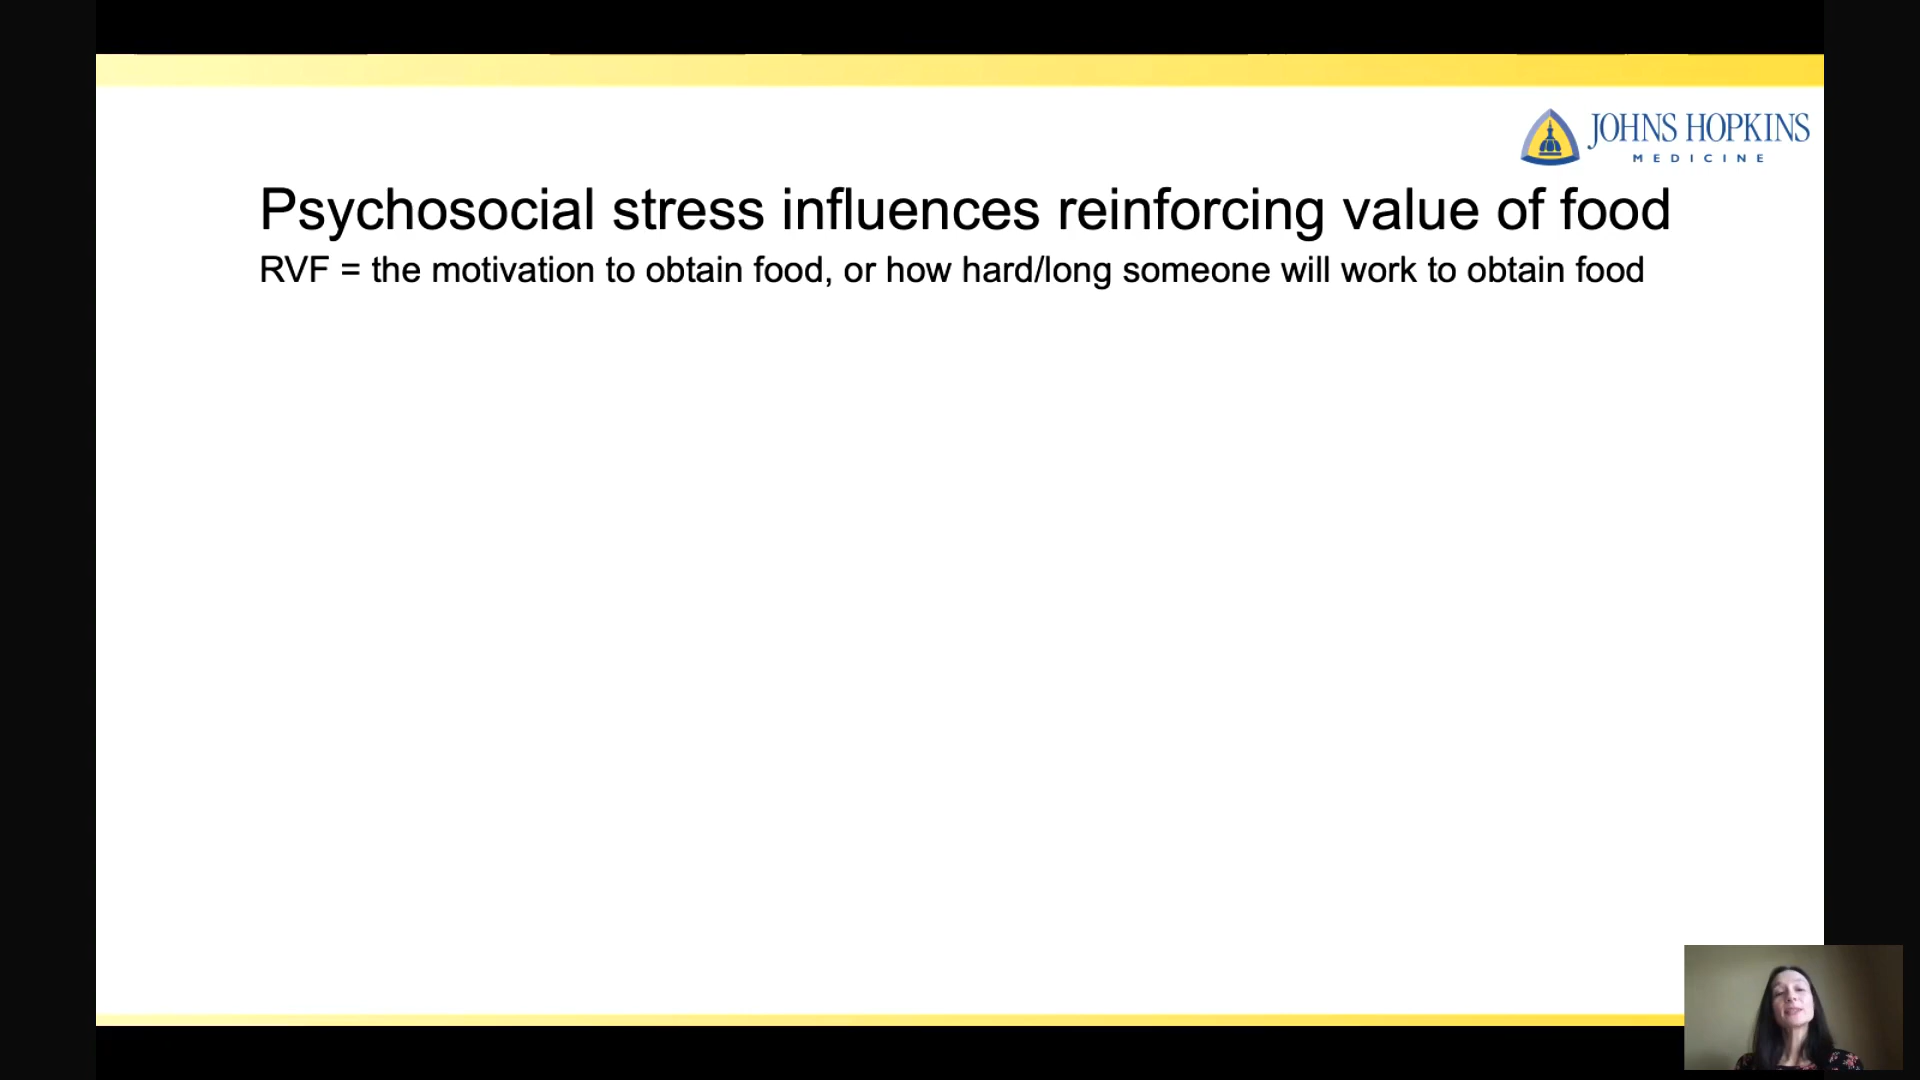 JOHNS HOPKINS
MEDICINE
Psychosocial stress influences reinforcing value of food
RVF = the motivation to obtain food, or how hard/long someone will work to obtain food